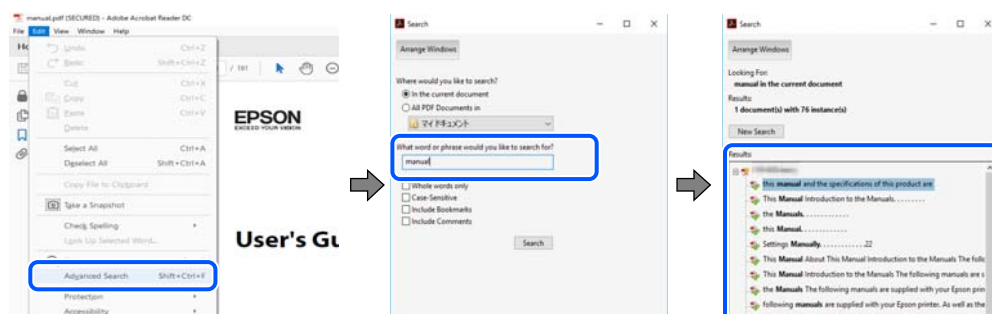 manual.pdf (SECURED) - Adobe Acrobat Reader DC
File Edit View Window Help
Undo Ctrl+Z
Redo Shift+Ctrl+Z
Cut Ctrl+X
Copy Ctrl+C
Paste Ctrl+V
Delete
Select All Ctrl+A
Deselect All Shift+Ctrl+A
Copy File to Clipboard
Take a Snapshot
Check Spelling
Look Up Selected Word...
Advanced Search Shift+Ctrl+F
Protection
Accessibility
/ 181
EPSON
EXCEED YOUR VISION
User's Gu
Search
Arrange Windows
Where would you like to search?
In the current document
All PDF Documents in
マイ ドキュメント
What word or phrase would you like to search for?
manual
Whole words only
Case-Sensitive
Include Bookmarks
Include Comments
Search
Search
Arrange Windows
Looking For:
manual in the current document
Results:
1 document(s) with 76 instance(s)
New Search
Results:
this manual and the specifications of this product are
This Manual Introduction to the Manuals. . . . . . . . .
the Manuals. . . . . . . . . . . .
this Manual. . . . . . . . . . . .
Settings Manually. . . . . . . . . . . .22
This Manual About This Manual Introduction to the Manuals The follo
This Manual Introduction to the Manuals The following manuals are s
the Manuals The following manuals are supplied with your Epson prin
following manuals are supplied with your Epson printer. As well as the